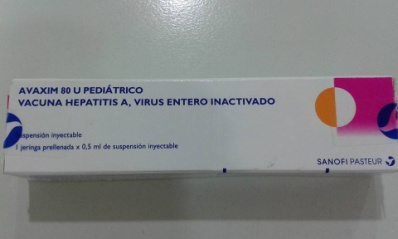 AVAXIM 80 U PEDIÁTRICO
VACUNA HEPATITIS A, VIRUS ENTERO INACTIVADO
suspensión inyectable
1 jeringa prellenada x 0,5 ml de suspensión inyectable
SANOFI PASTEUR